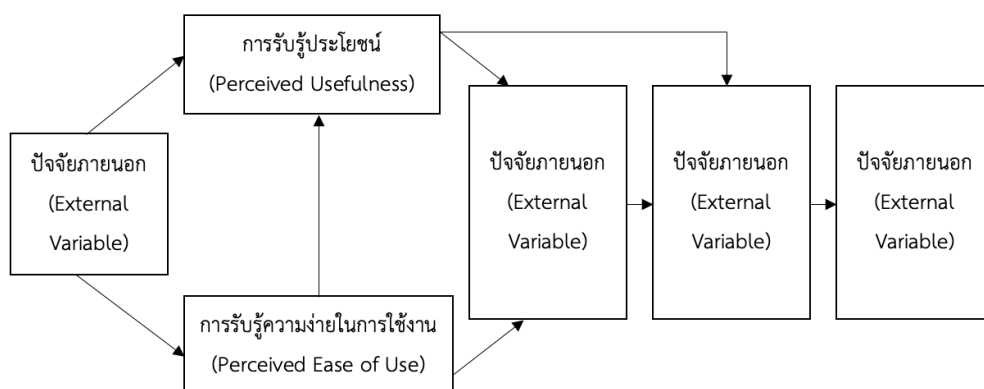 การรับรู้ประโยชน์
(Perceived Usefulness)
ปัจจัยภายนอก
(External
Variable)
การรับรู้ความง่ายในการใช้งาน
(Perceived Ease of Use)
ปัจจัยภายนอก
(External
Variable)
ปัจจัยภายนอก
(External
Variable)
ปัจจัยภายนอก
(External
Variable)